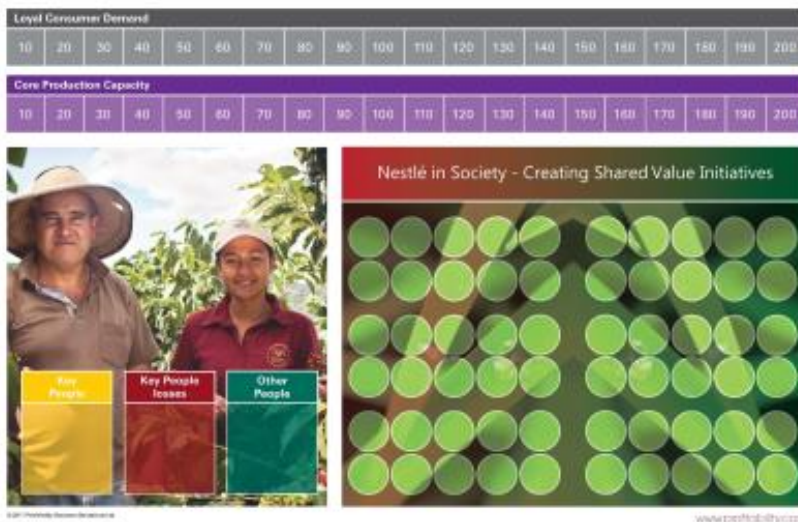 Loyal Consumer Demand
10 20 30 40 50 60 70 80 90 100 110 120 130 140 150 160 170 180 190 200
Core Production Capacity
10 20 30 40 50 60 70 80 90 100 110 120 130 140 150 160 170 180 190 200
Nestlé in Society - Creating Shared Value Initiatives
Key
People
Key People
losses
Other
People